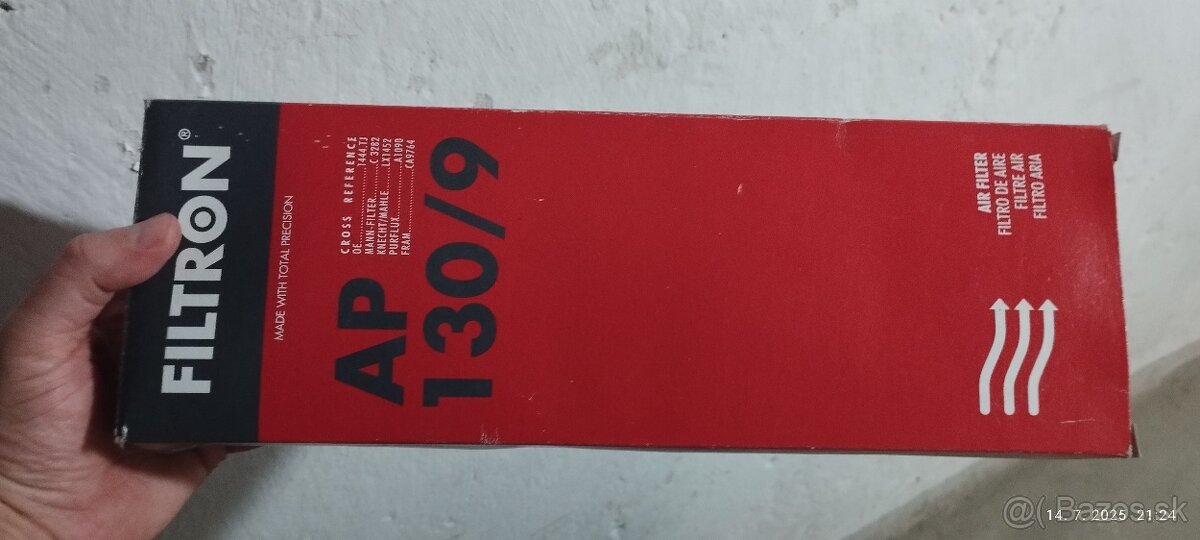 FILTRON®
MADE WITH TOTAL PRECISION
AP
130/9
CROSS REFERENCE
OE..............................1444.TJ
MANN-FILTER..............C 3282
KNECHT/MAHLE........LX1452
PURFLUX......................A1090
FRAM..........................CA9764
AIR FILTER
FILTRO DE AIRE
FILTRE AIR
FILTRO ARIA
@( Bazos.sk
14. 7. 2025 21:24